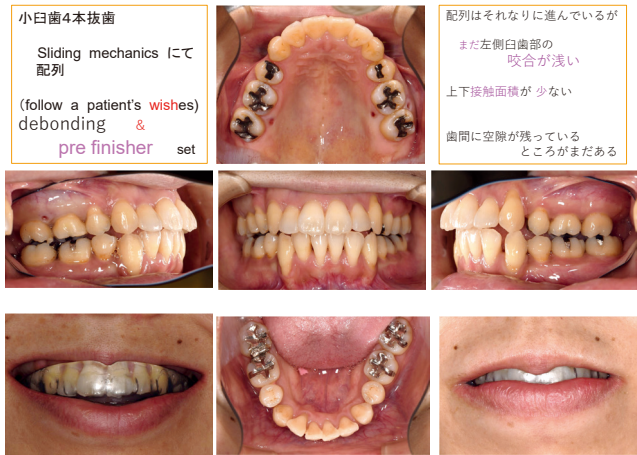 小臼歯4本抜歯
Sliding mechanics にて
配列
(follow a patient's wishes)
debonding &
pre finisher set
配列はそれなりに進んでいるが
まだ左側臼歯部の
咬合が浅い
上下接触面積が 少ない
歯間に空隙が残っている
ところがまだある